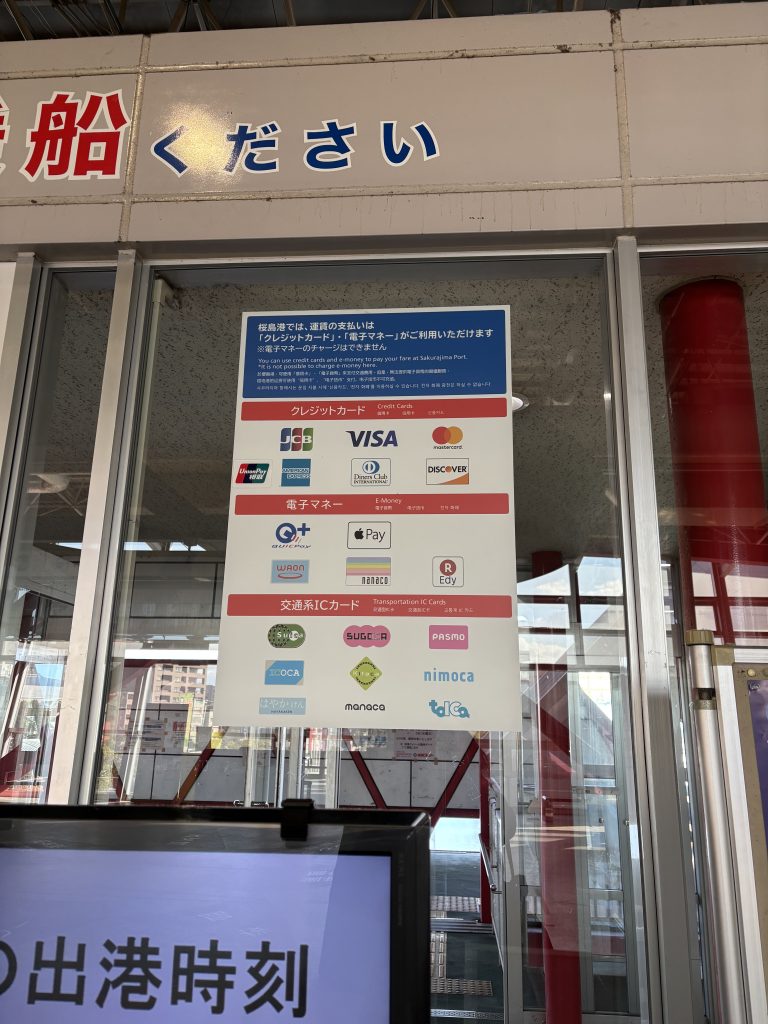 船ください
桜島港では、運賃の支払いは
「クレジットカード」・「電子マネー」がご利用いただけます
※電子マネーのチャージはできません
You can use credit cards and e-money to pay your fare at Sakurajima Port.
*It is not possible to charge e-money here.
クレジットカード Credit Cards
JCB VISA mastercard
UnionPay 银联 AMERICAN EXPRESS Diners Club INTERNATIONAL DISCOVER
電子マネー E-Money
QUICPay+ Pay
WAON nanaco R Edy
交通系ICカード Transportation IC Cards
Suica SUGOCA PASMO
ICOCA Kitaca nimoca
はやかけん manaca toICa
の出港時刻